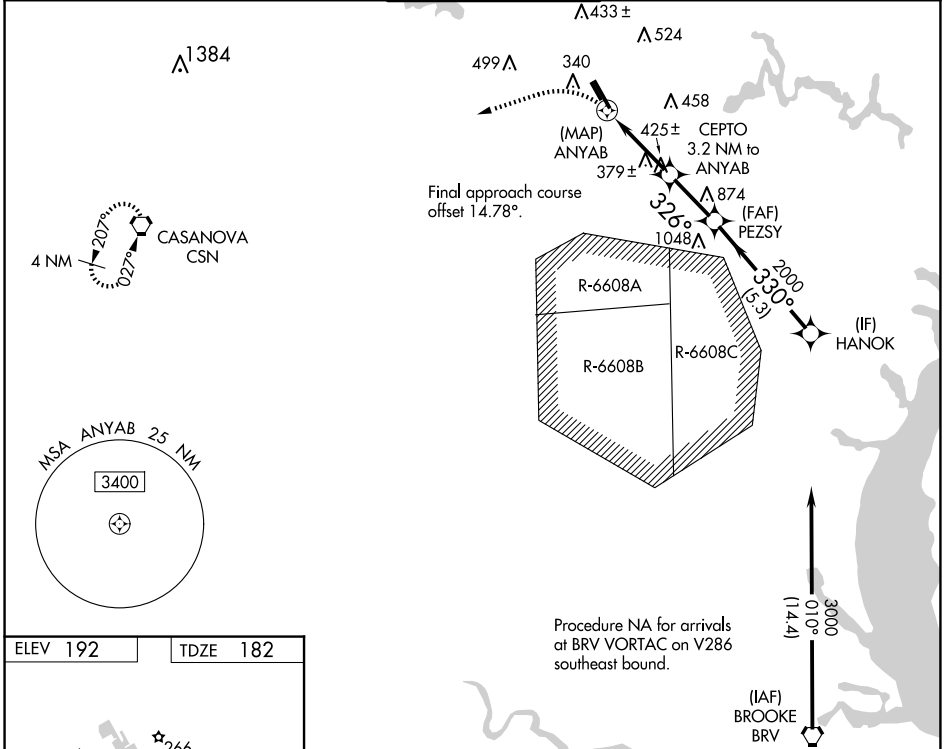 433±
524
1384
499
340
458
(MAP)
ANYAB
425±
CEPTO
3.2 NM to
ANYAB
379±
Final approach course
offset 14.78°.
326°
874
(FAF)
PEZSY
1048
207°
027°
4 NM
CASANOVA
CSN
2000
330°
(5.3)
(IF)
HANOK
R-6608A
R-6608B
R-6608C
MSA ANYAB 25 NM
3400
3000
010°
(14.4)
Procedure NA for arrivals
at BRV VORTAC on V286
southeast bound.
ELEV 192
TDZE 182
(IAF)
BROOKE
BRV
266